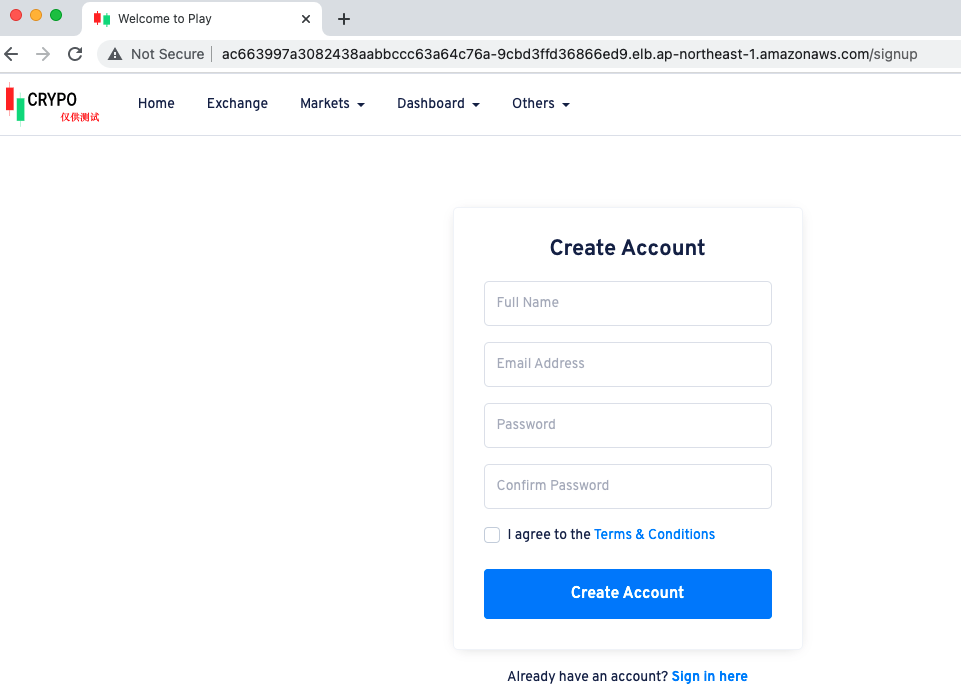 Welcome to Play
Not Secure | ac663997a3082438aabbccc63a64c76a-9cbd3ffd36866ed9.elb.ap-northeast-1.amazonaws.com/signup
CRYPO
仅供测试
Home Exchange Markets Dashboard Others
Create Account
Full Name
Email Address
Password
Confirm Password
I agree to the Terms & Conditions
Create Account
Already have an account? Sign in here